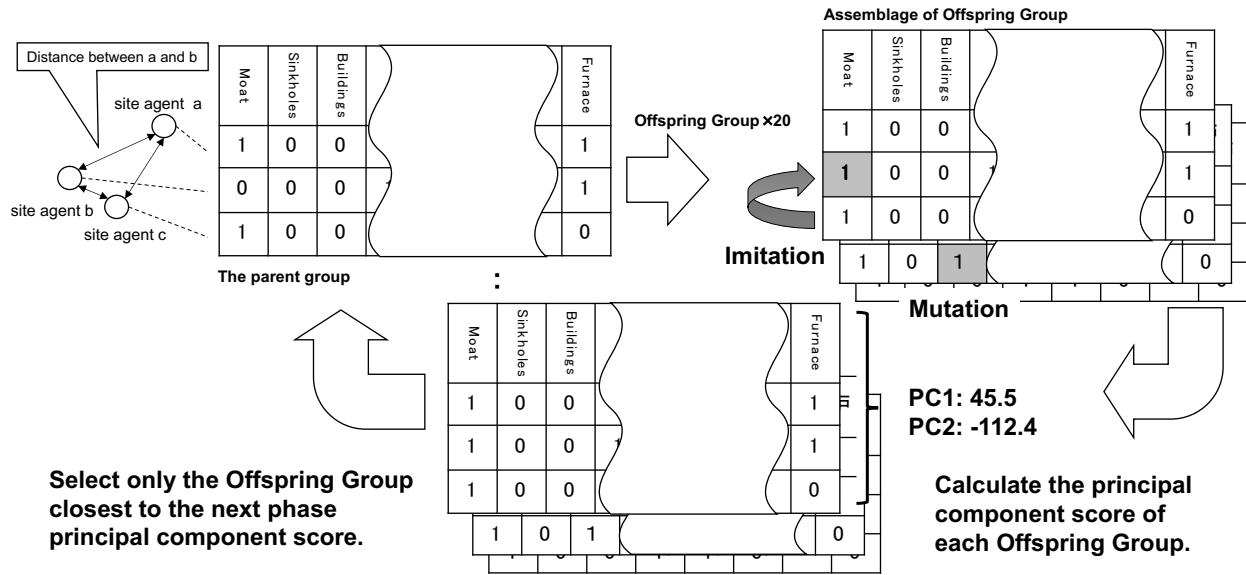 Assemblage of Offspring Group
Distance between a and b
site agent a
site agent b
site agent c
Moat Sinkholes Buildings Furnace
1 0 0 1
0 0 0 1
1 0 0 0
The parent group
Offspring Group ×20
Imitation
Moat Sinkholes Buildings Furnace
1 0 0 1
1 0 0 1
1 0 0 0
1 0 1 0
Mutation
:
Moat Sinkholes Buildings Furnace
1 0 0 1
1 0 0 1
1 0 0 0
1 0 1 0
PC1: 45.5
PC2: -112.4
Calculate the principal
component score of
each Offspring Group.
Select only the Offspring Group
closest to the next phase
principal component score.